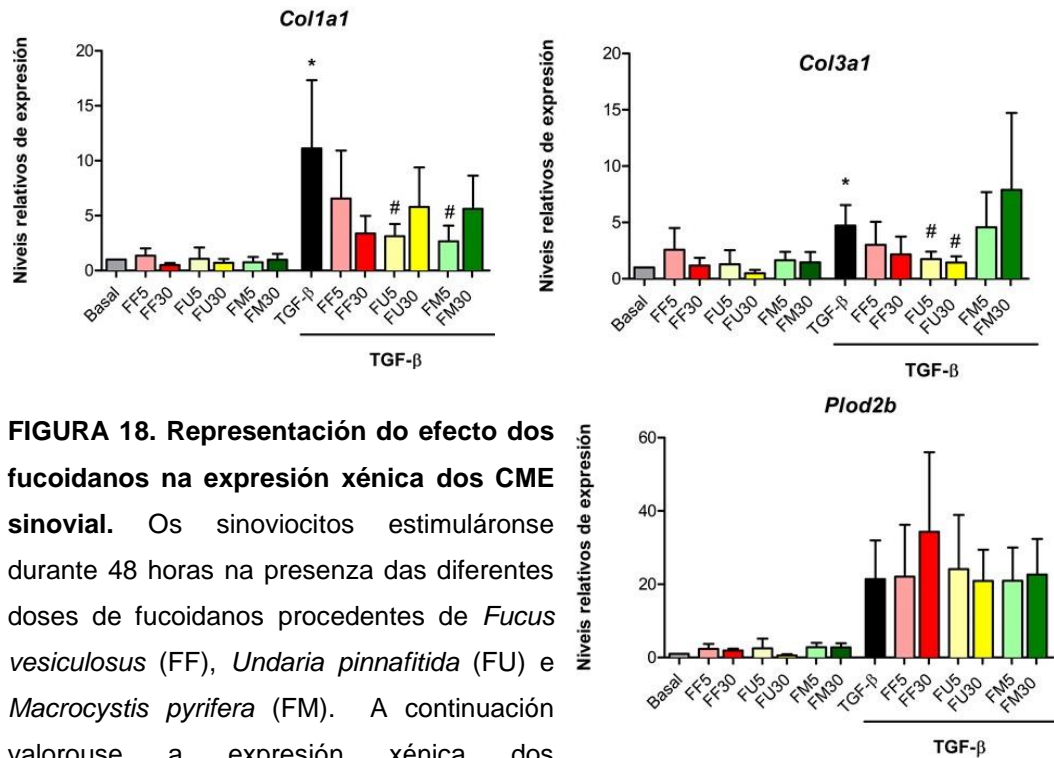 Col1a1
Niveis relativos de expresión
20
15
10
5
0
*
#
#
Basal
FF5
FF30
FU5
FU30
FM5
FM30
TGF-β
FF5
FF30
FU5
FU30
FM5
FM30
TGF-β
Col3a1
Niveis relativos de expresión
20
15
10
5
0
*
#
#
Basal
FF5
FF30
FU5
FU30
FM5
FM30
TGF-β
FF5
FF30
FU5
FU30
FM5
FM30
TGF-β
Plod2b
Niveis relativos de expresión
60
40
20
0
Basal
FF5
FF30
FU5
FU30
FM5
FM30
TGF-β
FF5
FF30
FU5
FU30
FM5
FM30
TGF-β
FIGURA 18. Representación do efecto dos
fucoidanos na expresión xénica dos CME
sinovial. Os sinoviocitos estimuláronse
durante 48 horas na presenza das diferentes
doses de fucoidanos procedentes de Fucus
vesiculosus (FF), Undaria pinnafitida (FU) e
Macrocystis pyrifera (FM). A continuación
valorouse a expresión xénica dos